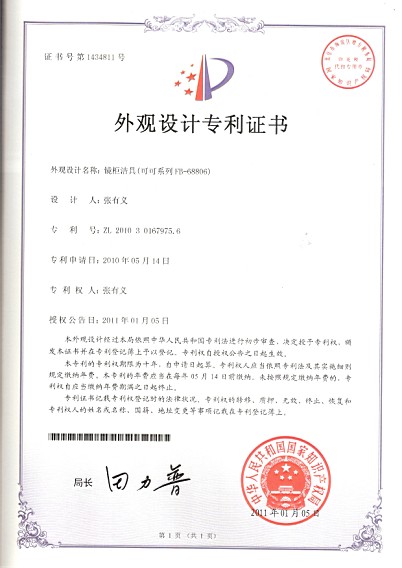 证书号第1434811号
外观设计专利证书
外观设计名称：镜柜洁具(可可系列FB-68806)
设 计 人：张有义
专 利 号：ZL 2010 3 0167975.6
专利申请日：2010年05月14日
专 利 权 人：张有义
授权公告日：2011年01月05日
本外观设计经过本局依照中华人民共和国专利法进行初步审查，决定授予专利权，颁
发本证书并在专利登记簿上予以登记。专利权自授权公告之日起生效。
本专利的专利权期限为十年，自申请日起算。专利权人应当依照专利法及其实施细则
规定缴纳年费。本专利的年费应当在每年05月14日前缴纳。未按照规定缴纳年费的，专利
权自应当缴纳年费期满之日起终止。
专利证书记载专利权登记时的法律状况。专利权的转移、质押、无效、终止、恢复和
专利权人的姓名或名称、国籍、地址变更等事项记载在专利登记簿上。
局长 田力普
中华人民共和国国家知识产权局
2011年01月05日
第1页（共1页）